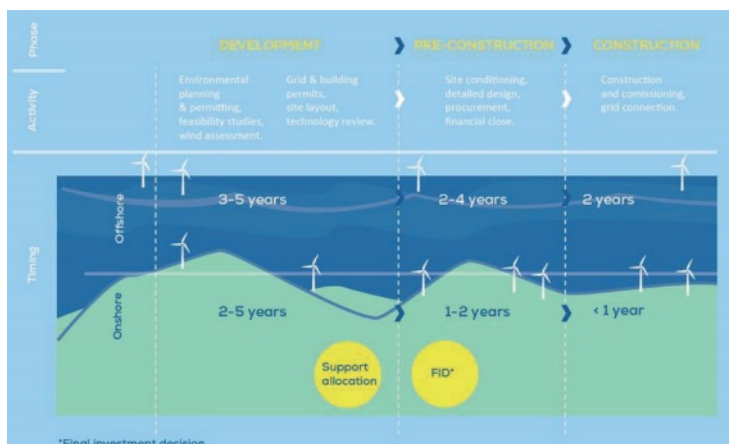 Phase
DEVELOPMENT
PRE-CONSTRUCTION
CONSTRUCTION
Activity
Environmental
planning
& permitting,
feasibility studies,
wind assessment.
Grid & building
permits,
site layout,
technology review.
Site conditioning,
detailed design,
procurement,
financial close.
Construction
and comissioning,
grid connection.
Timing
Offshore
3-5 years
2-4 years
2 years
Onshore
2-5 years
1-2 years
< 1 year
Support
allocation
FID*
*Final investment decision